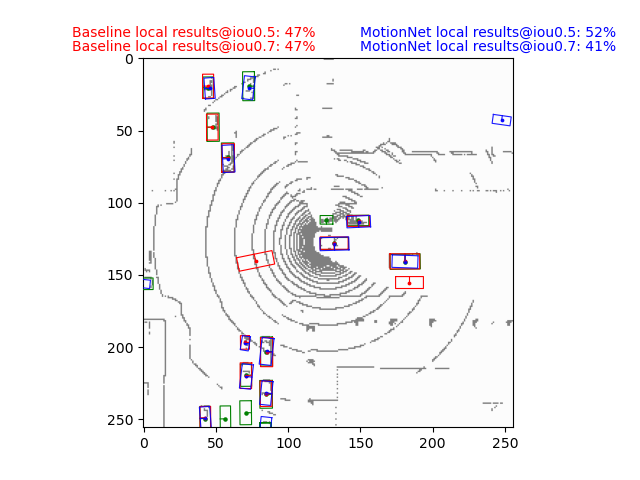 Baseline local results@iou0.5: 47% MotionNet local results@iou0.5: 52%
Baseline local results@iou0.7: 47% MotionNet local results@iou0.7: 41%
0
50
100
150
200
250
0 50 100 150 200 250